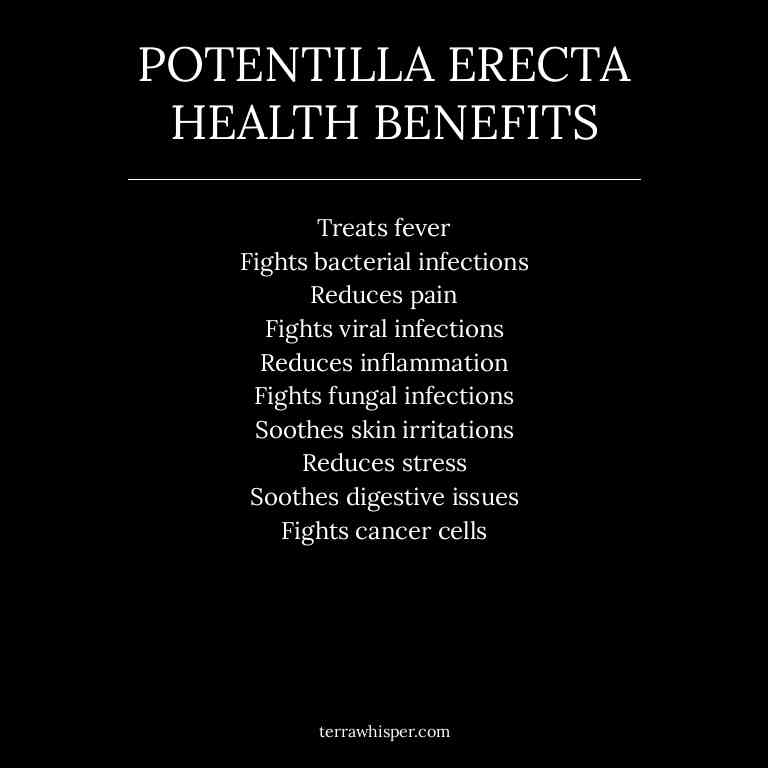 POTENTILLA ERECTA
HEALTH BENEFITS
Treats fever
Fights bacterial infections
Reduces pain
Fights viral infections
Reduces inflammation
Fights fungal infections
Soothes skin irritations
Reduces stress
Soothes digestive issues
Fights cancer cells
terrawhisper.com